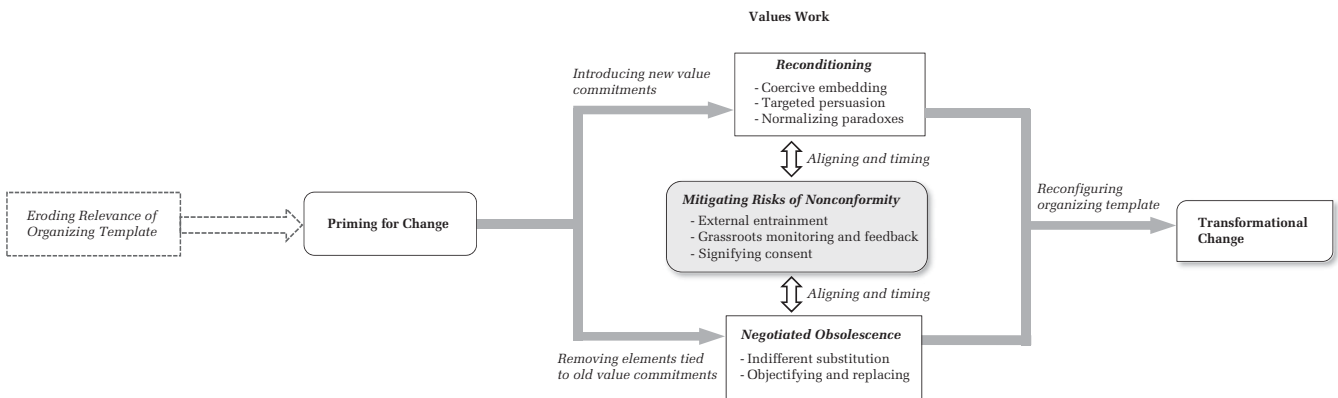 Values Work
Eroding Relevance of
Organizing Template
Priming for Change
Introducing new value
commitments
Reconditioning
- Coercive embedding
- Targeted persuasion
- Normalizing paradoxes
Aligning and timing
Mitigating Risks of Nonconformity
- External entrainment
- Grassroots monitoring and feedback
- Signifying consent
Aligning and timing
Removing elements tied
to old value commitments
Negotiated Obsolescence
- Indifferent substitution
- Objectifying and replacing
Reconfiguring
organizing template
Transformational
Change